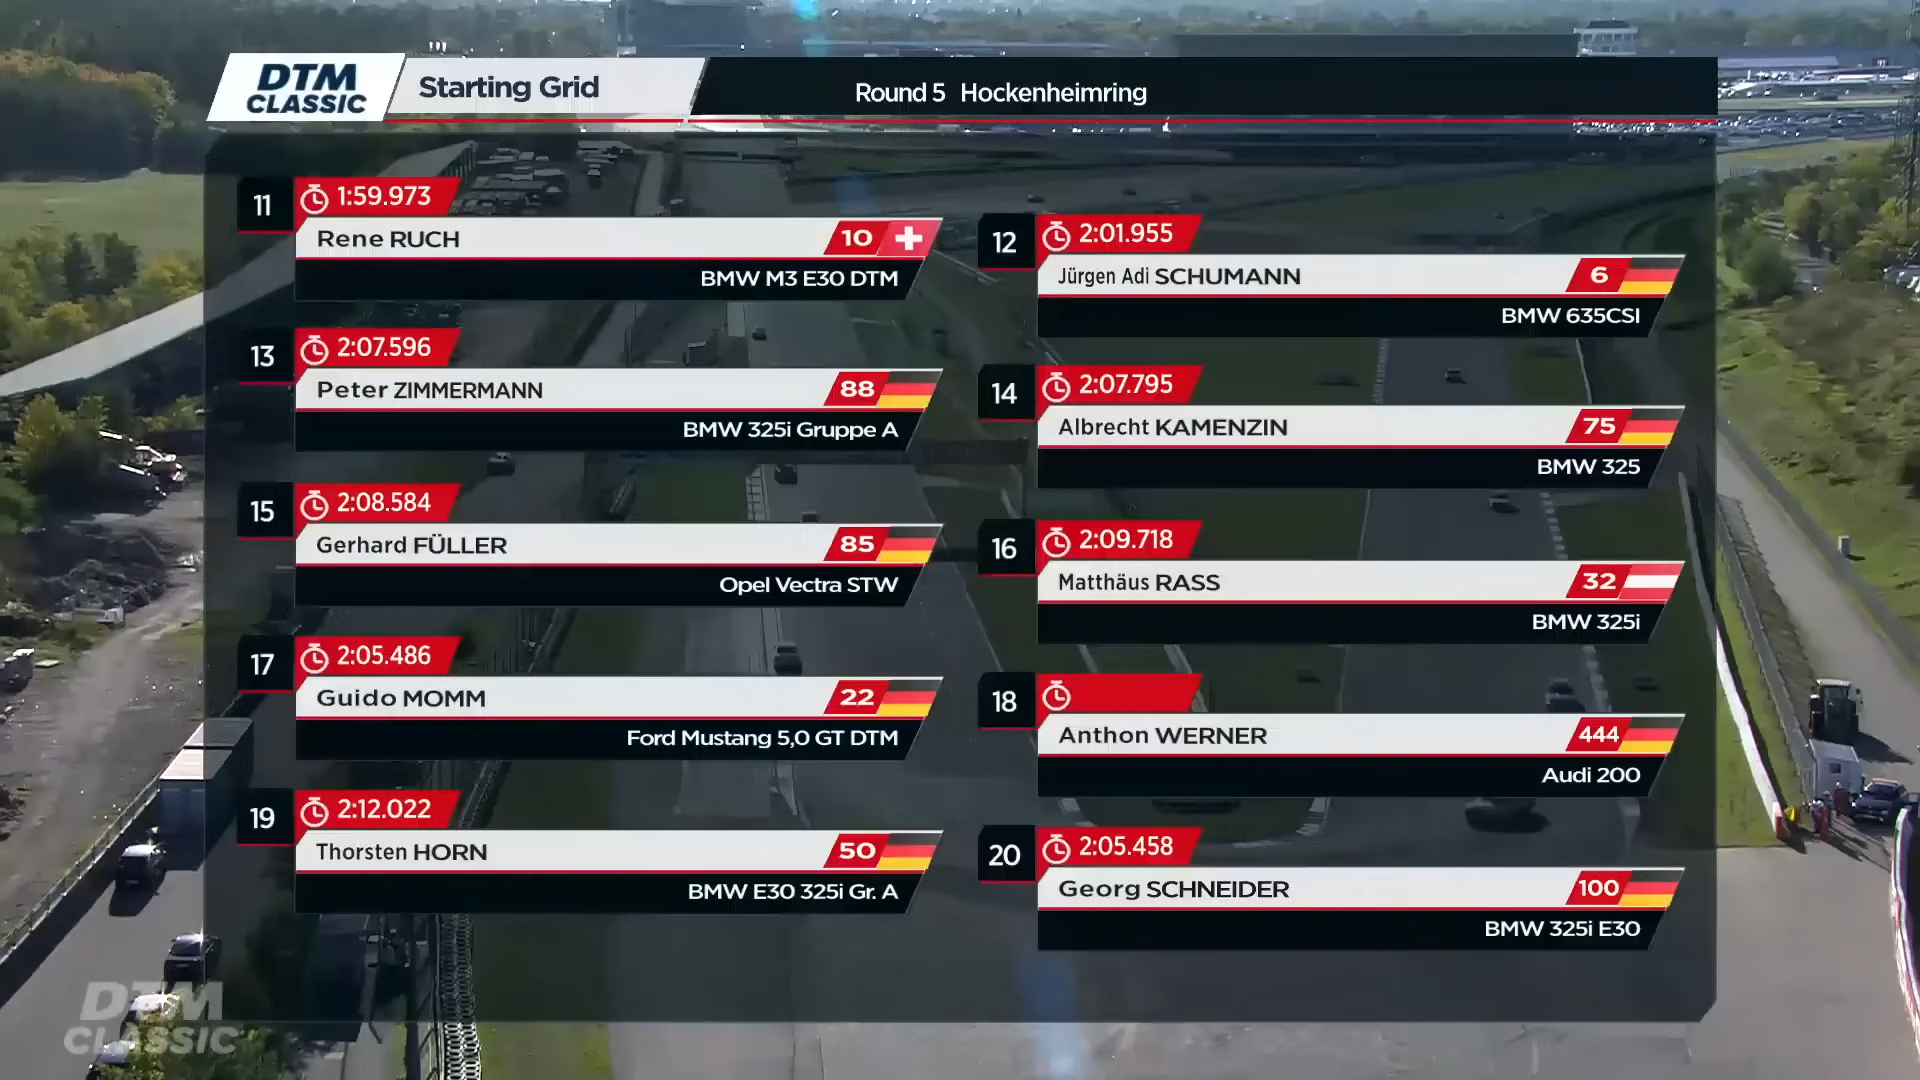 DTM
CLASSIC
Starting Grid
Round 5 Hockenheimring
11
1:59.973
Rene RUCH
10
BMW M3 E30 DTM
12
2:01.955
Jürgen Adi SCHUMANN
6
BMW 635CSI
13
2:07.596
Peter ZIMMERMANN
88
BMW 325i Gruppe A
14
2:07.795
Albrecht KAMENZIN
75
BMW 325
15
2:08.584
Gerhard FÜLLER
85
Opel Vectra STW
16
2:09.718
Matthäus RASS
32
BMW 325i
17
2:05.486
Guido MOMM
22
Ford Mustang 5,0 GT DTM
18
Anthon WERNER
444
Audi 200
19
2:12.022
Thorsten HORN
50
BMW E30 325i Gr. A
20
2:05.458
Georg SCHNEIDER
100
BMW 325i E30
DTM
CLASSIC